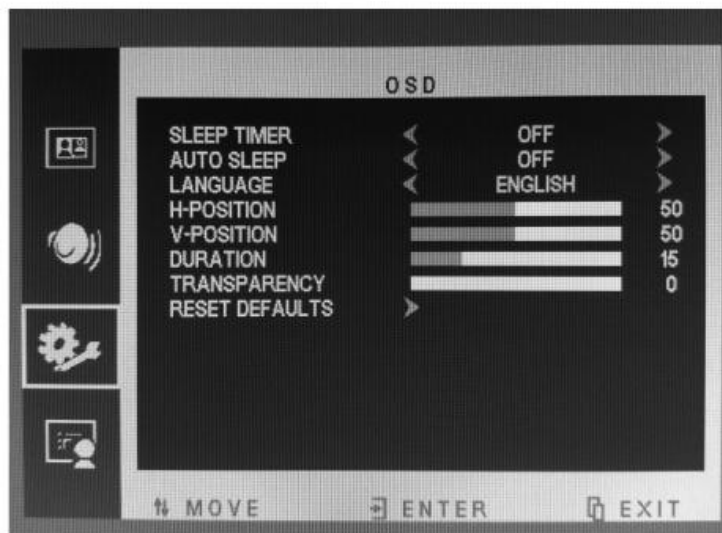 OSD
SLEEP TIMER OFF
AUTO SLEEP OFF
LANGUAGE ENGLISH
H-POSITION 50
V-POSITION 50
DURATION 15
TRANSPARENCY 0
RESET DEFAULTS
MOVE ENTER EXIT